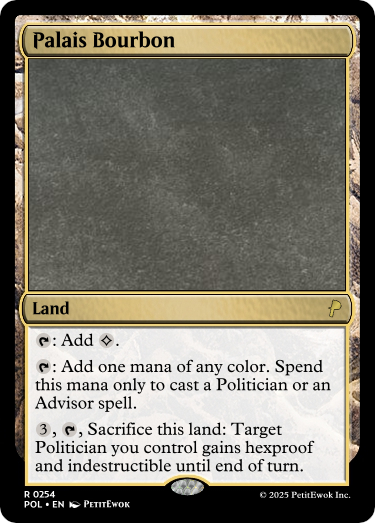 Palais Bourbon
Land
: Add .
: Add one mana of any color. Spend
this mana only to cast a Politician or an
Advisor spell.
3, , Sacrifice this land: Target
Politician you control gains hexproof
and indestructible until end of turn.
R 0254
POL • EN PetitEwok
© 2025 PetitEwok Inc.